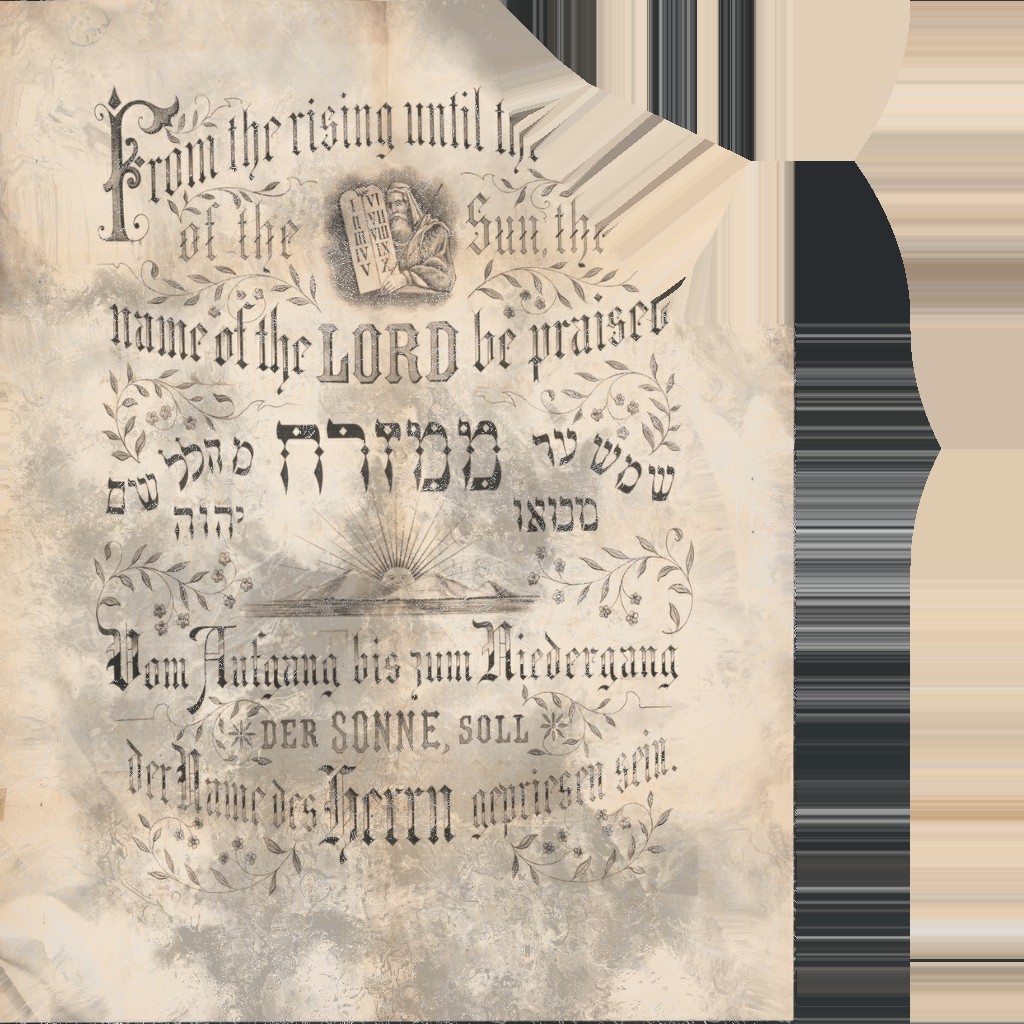 From the rising until the
of the Sun, the
I VI
II VII
III VIII
IV IX
V X
name of the LORD be praised
שמש עד ממזרח מהלל שם
מבואו יהוה
Vom Aufgang bis zum Niedergang
DER SONNE, SOLL
der Name des Herrn gepriesen sein.